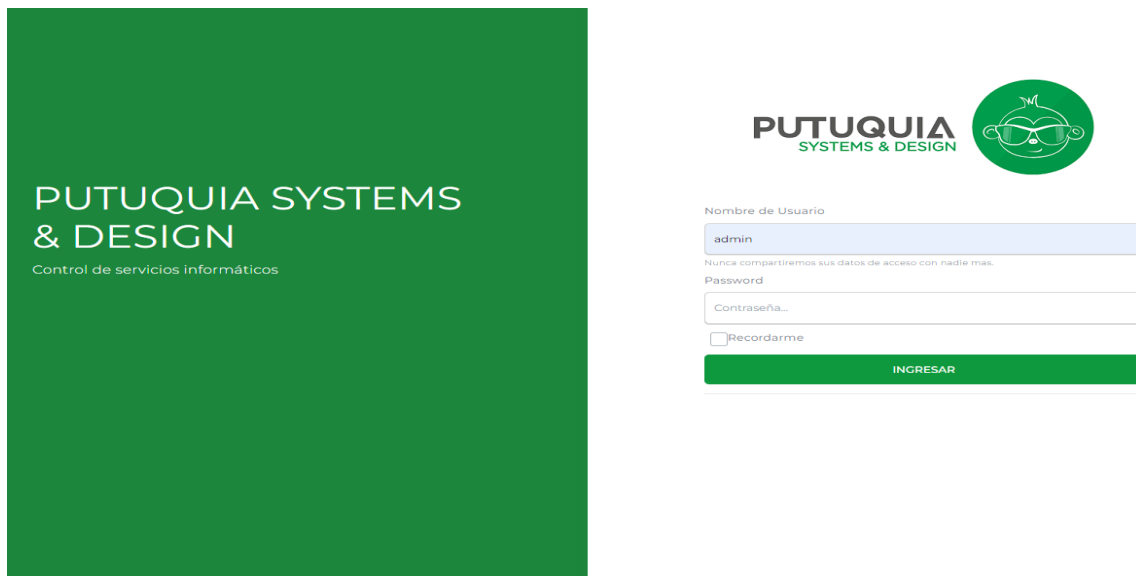 PUTUQUIA SYSTEMS
& DESIGN
Control de servicios informáticos
PUTUQUIA
SYSTEMS & DESIGN
Nombre de Usuario
admin
Nunca compartiremos sus datos de acceso con nadie mas.
Password
Contraseña...
Recordarme
INGRESAR